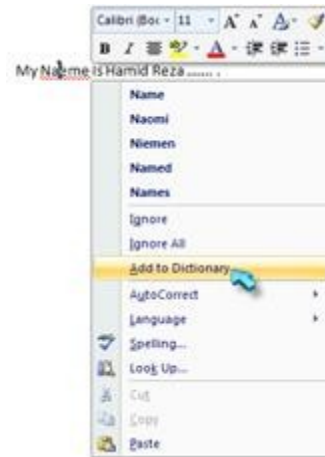 Calibri (Boc 11 A A A
B I A
My Naeme Is Hamid Reza ....... .
Name
Naomi
Niemen
Named
Names
Ignore
Ignore All
Add to Dictionary
AutoCorrect
Language
Spelling...
Look Up...
Cut
Copy
Paste